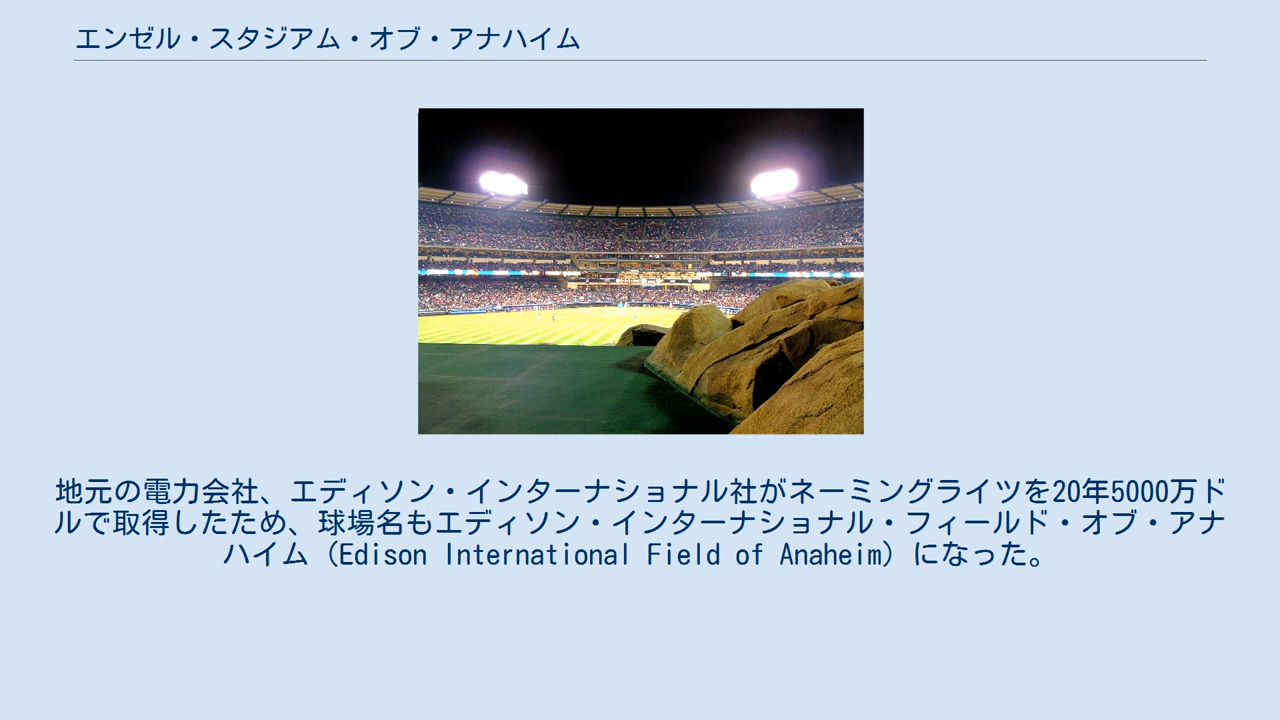 エンゼル・スタジアム・オブ・アナハイム
地元の電力会社、エディソン・インターナショナル社がネーミングライツを20年5000万ド
ルで取得したため、球場名もエディソン・インターナショナル・フィールド・オブ・アナ
ハイム（Edison International Field of Anaheim）になった。